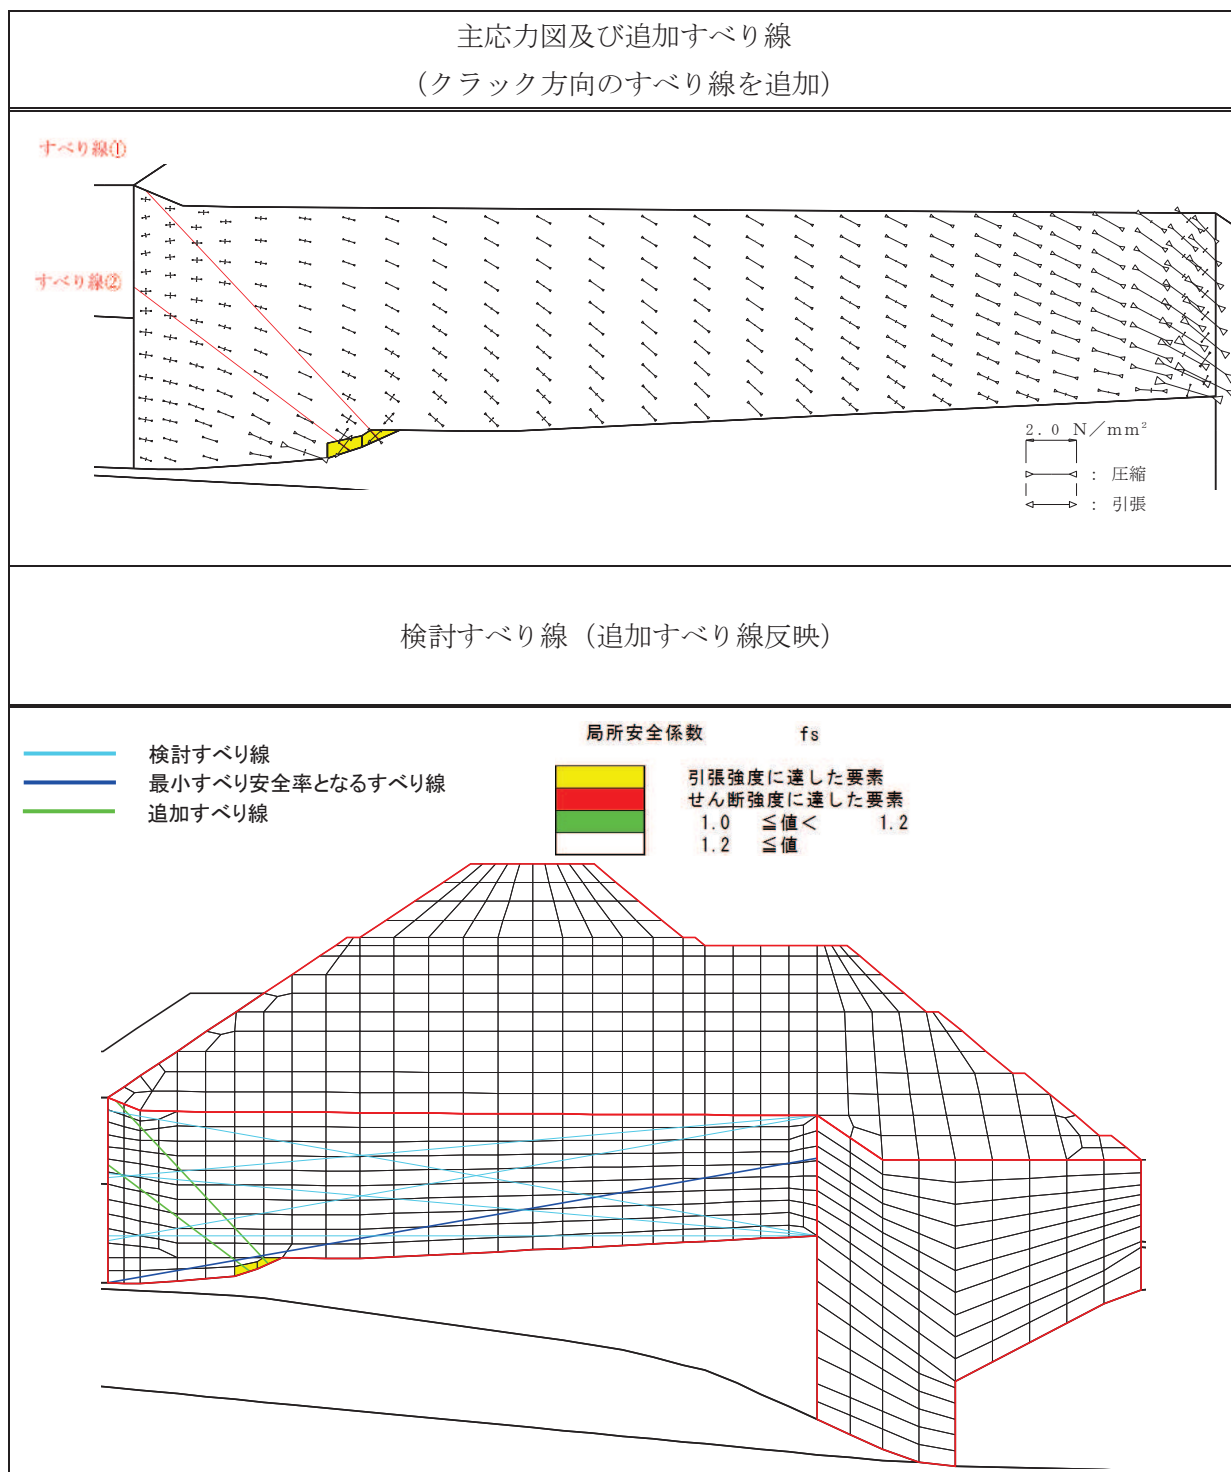 主応力図及び追加すべり線
(クラック方向のすべり線を追加)
すべり線①
すべり線②
2.0 N/mm²
: 圧縮
: 引張
検討すべり線(追加すべり線反映)
検討すべり線
最小すべり安全率となるすべり線
追加すべり線
局所安全係数 fs
引張強度に達した要素
せん断強度に達した要素
1.0 ≦値< 1.2
1.2 ≦値